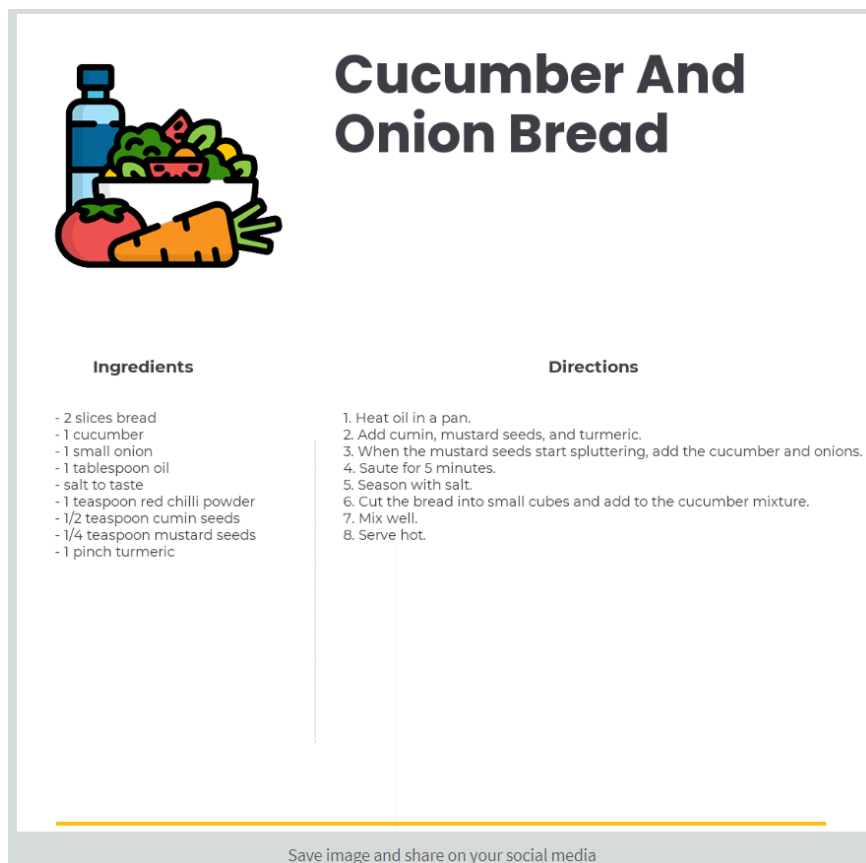 Cucumber And
Onion Bread
Ingredients
- 2 slices bread
- 1 cucumber
- 1 small onion
- 1 tablespoon oil
- salt to taste
- 1 teaspoon red chilli powder
- 1/2 teaspoon cumin seeds
- 1/4 teaspoon mustard seeds
- 1 pinch turmeric
Directions
1. Heat oil in a pan.
2. Add cumin, mustard seeds, and turmeric.
3. When the mustard seeds start spluttering, add the cucumber and onions.
4. Saute for 5 minutes.
5. Season with salt.
6. Cut the bread into small cubes and add to the cucumber mixture.
7. Mix well.
8. Serve hot.
Save image and share on your social media